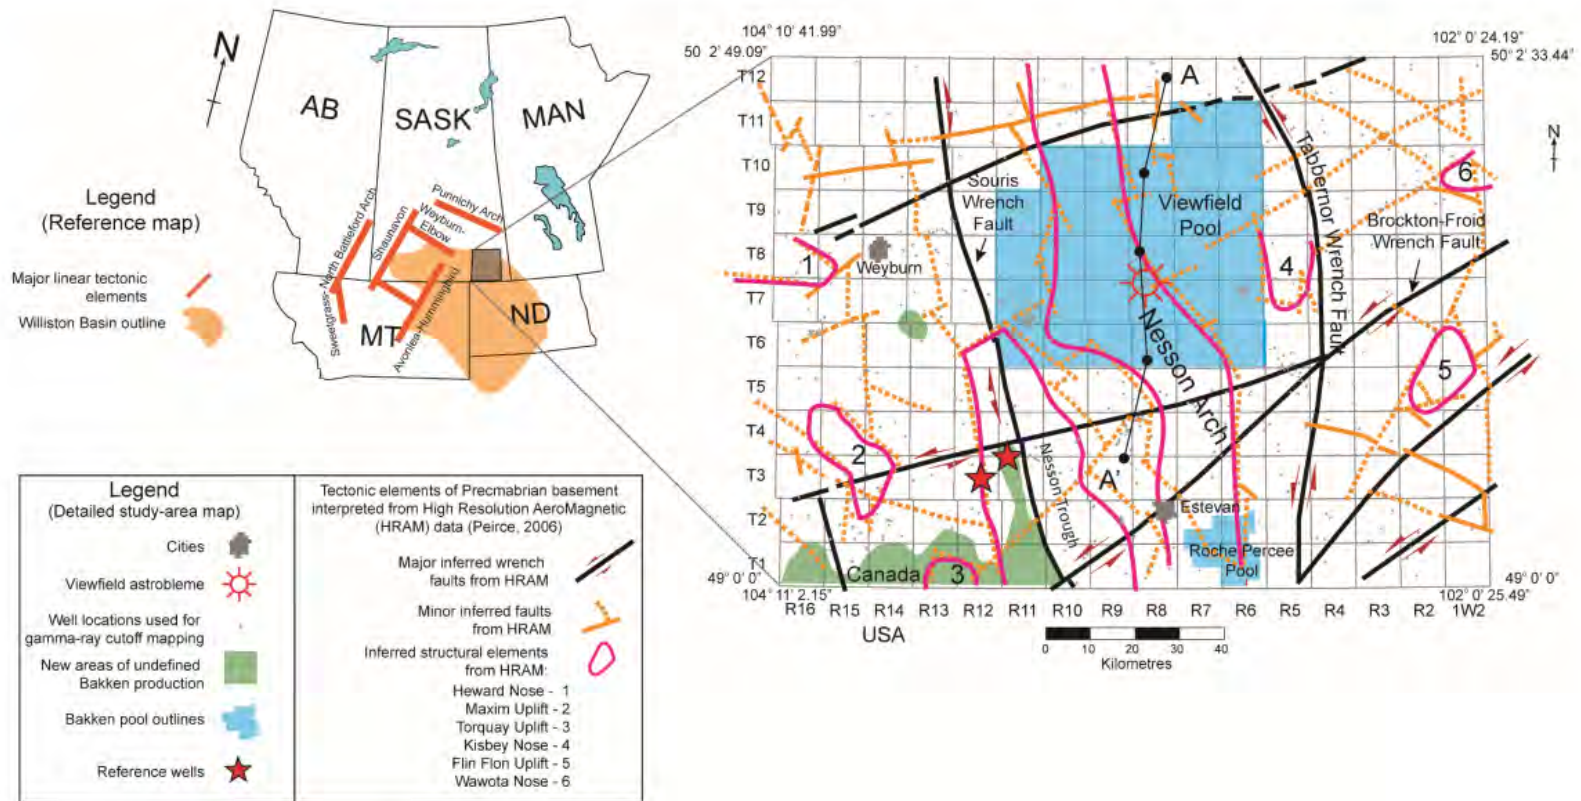 N
AB
SASK
MAN
MT
ND
Sweetgrass-North Battleford Arch
Shaunavon
Weyburn-
Elbow
Punnichy Arch
Avonlea-Hummingbird
Legend
(Reference map)
Major linear tectonic
elements
Williston Basin outline
Legend
(Detailed study-area map)
Cities
Viewfield astrobleme
Well locations used for
gamma-ray cutoff mapping
New areas of undefined
Bakken production
Bakken pool outlines
Reference wells
Tectonic elements of Precmabrian basement
interpreted from High Resolution AeroMagnetic
(HRAM) data (Peirce, 2006)
Major inferred wrench
faults from HRAM
Minor inferred faults
from HRAM
Inferred structural elements
from HRAM:
Heward Nose - 1
Maxim Uplift - 2
Torquay Uplift - 3
Kisbey Nose - 4
Flin Flon Uplift - 5
Wawota Nose - 6
104° 10' 41.99"
50 2' 49.09"
102° 0' 24.19"
50° 2' 33.44"
T12
T11
T10
T9
T8
T7
T6
T5
T4
T3
T2
T1
A
N
Souris
Wrench
Fault
Viewfield
Pool
Tabbernor Wrench Fault
Brockton-Froid
Wrench Fault
Weyburn
1
2
3
4
5
6
Nesson Arch
Nesson Trough
A'
Estevan
Roche Percee
Pool
Canada
49° 0' 0"
104° 11' 2.15"
49° 0' 0"
102° 0' 25.49"
R16 R15 R14 R13 R12 R11 R10 R9 R8 R7 R6 R5 R4 R3 R2 1W2
USA
0 10 20 30 40
Kilometres